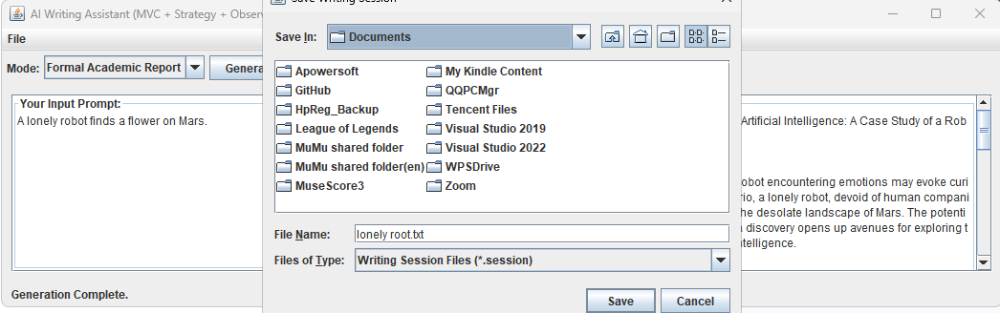 AI Writing Assistant (MVC + Strategy + Obser
Save Writing Session
File
Save In: Documents
Mode: Formal Academic Report Genera
Apowersoft My Kindle Content
GitHub QQPCMgr
HpReg_Backup Tencent Files
League of Legends Visual Studio 2019
MuMu shared folder Visual Studio 2022
MuMu shared folder(en) WPSDrive
MuseScore3 Zoom
Your Input Prompt:
A lonely robot finds a flower on Mars.
Artificial Intelligence: A Case Study of a Rob
obot encountering emotions may evoke curi
rio, a lonely robot, devoid of human compani
he desolate landscape of Mars. The potenti
discovery opens up avenues for exploring t
ntelligence.
File Name: lonely root.txt
Files of Type: Writing Session Files (*.session)
Save Cancel
Generation Complete.